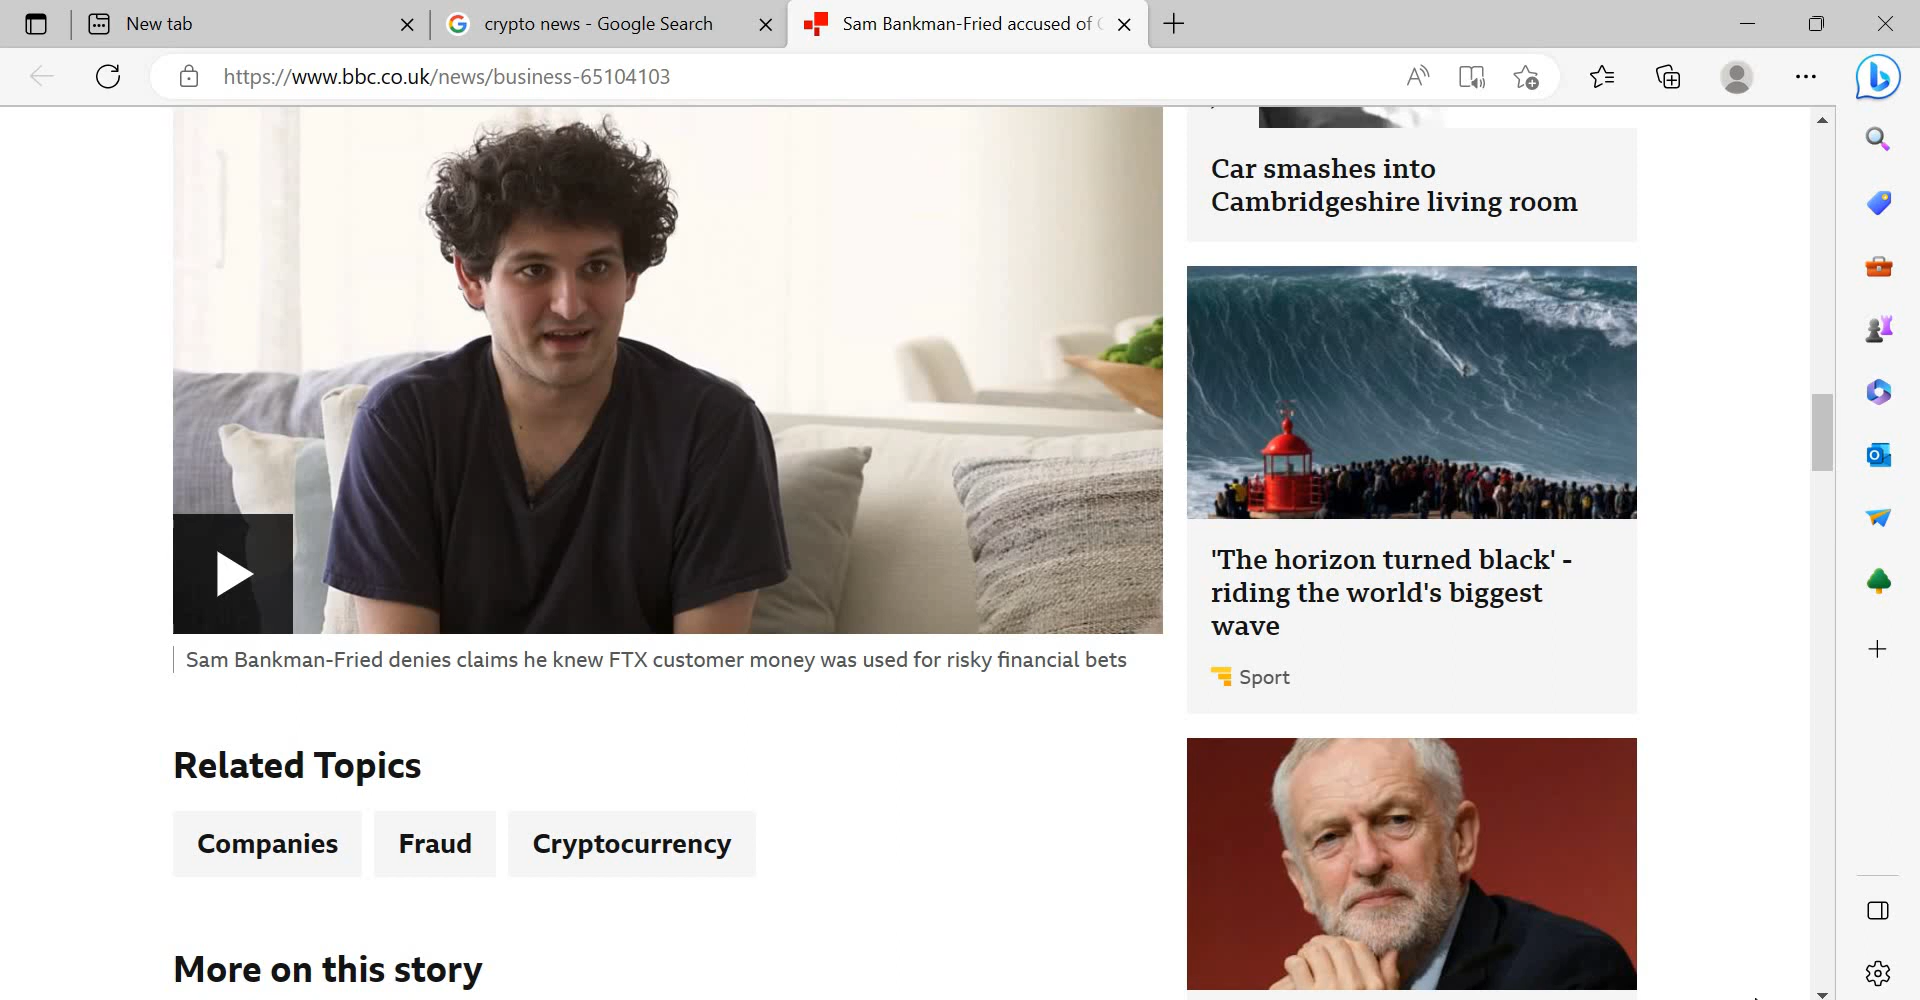 New tab
crypto news - Google Search
Sam Bankman-Fried accused of
https://www.bbc.co.uk/news/business-65104103
Sam Bankman-Fried denies claims he knew FTX customer money was used for risky financial bets
Related Topics
Companies
Fraud
Cryptocurrency
More on this story
Car smashes into
Cambridgeshire living room
'The horizon turned black' -
riding the world's biggest
wave
Sport